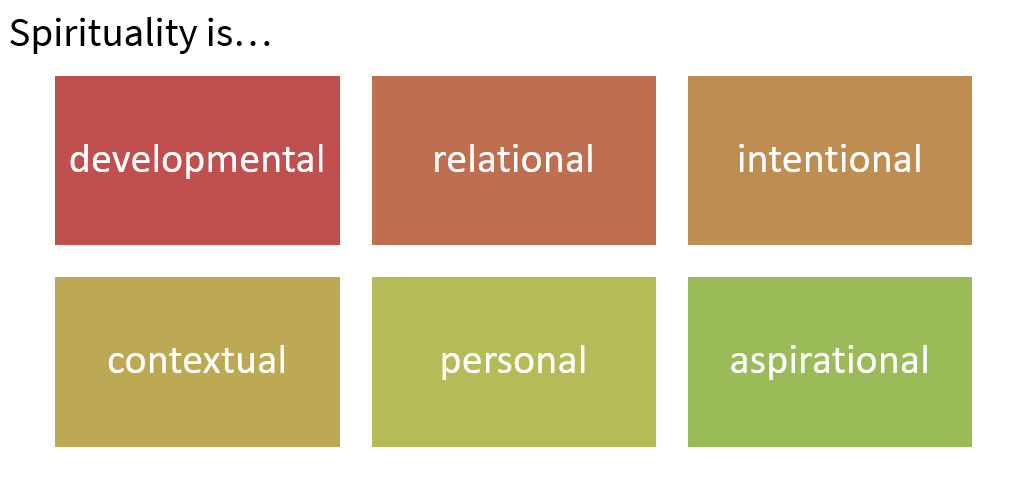 Spirituality is…
developmental
relational
intentional
contextual
personal
aspirational